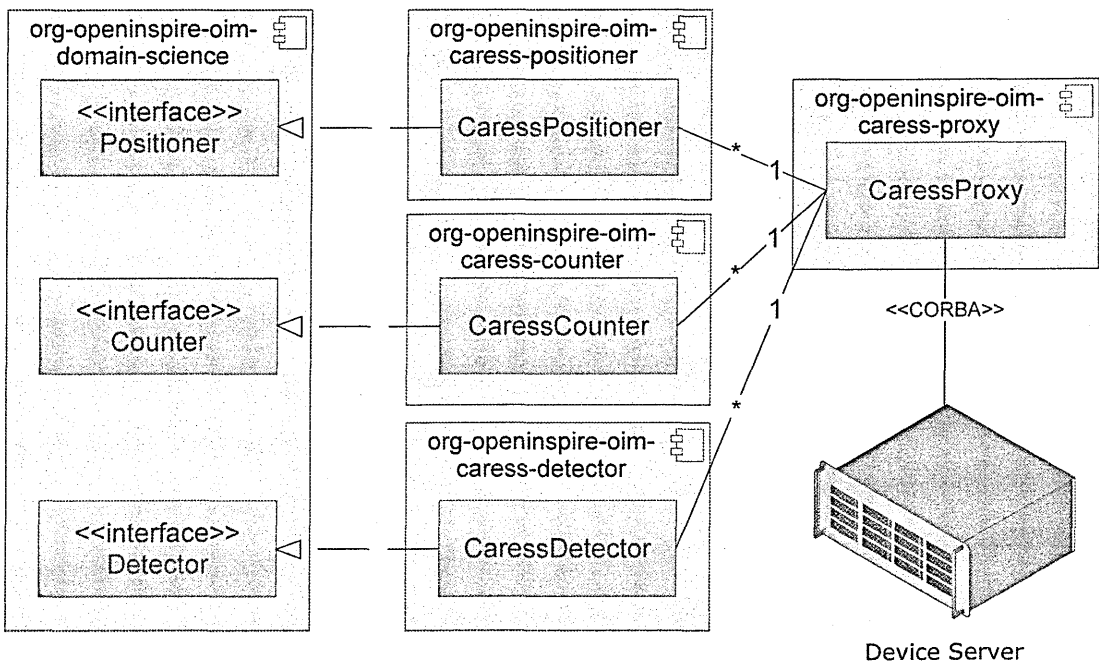 org-openinspire-oim-
domain-science
<<interface>>
Positioner
<<interface>>
Counter
<<interface>>
Detector
org-openinspire-oim-
caress-positioner
CaressPositioner
org-openinspire-oim-
caress-counter
CaressCounter
org-openinspire-oim-
caress-detector
CaressDetector
*
1
*
1
*
1
org-openinspire-oim-
caress-proxy
CaressProxy
<<CORBA>>
Device Server